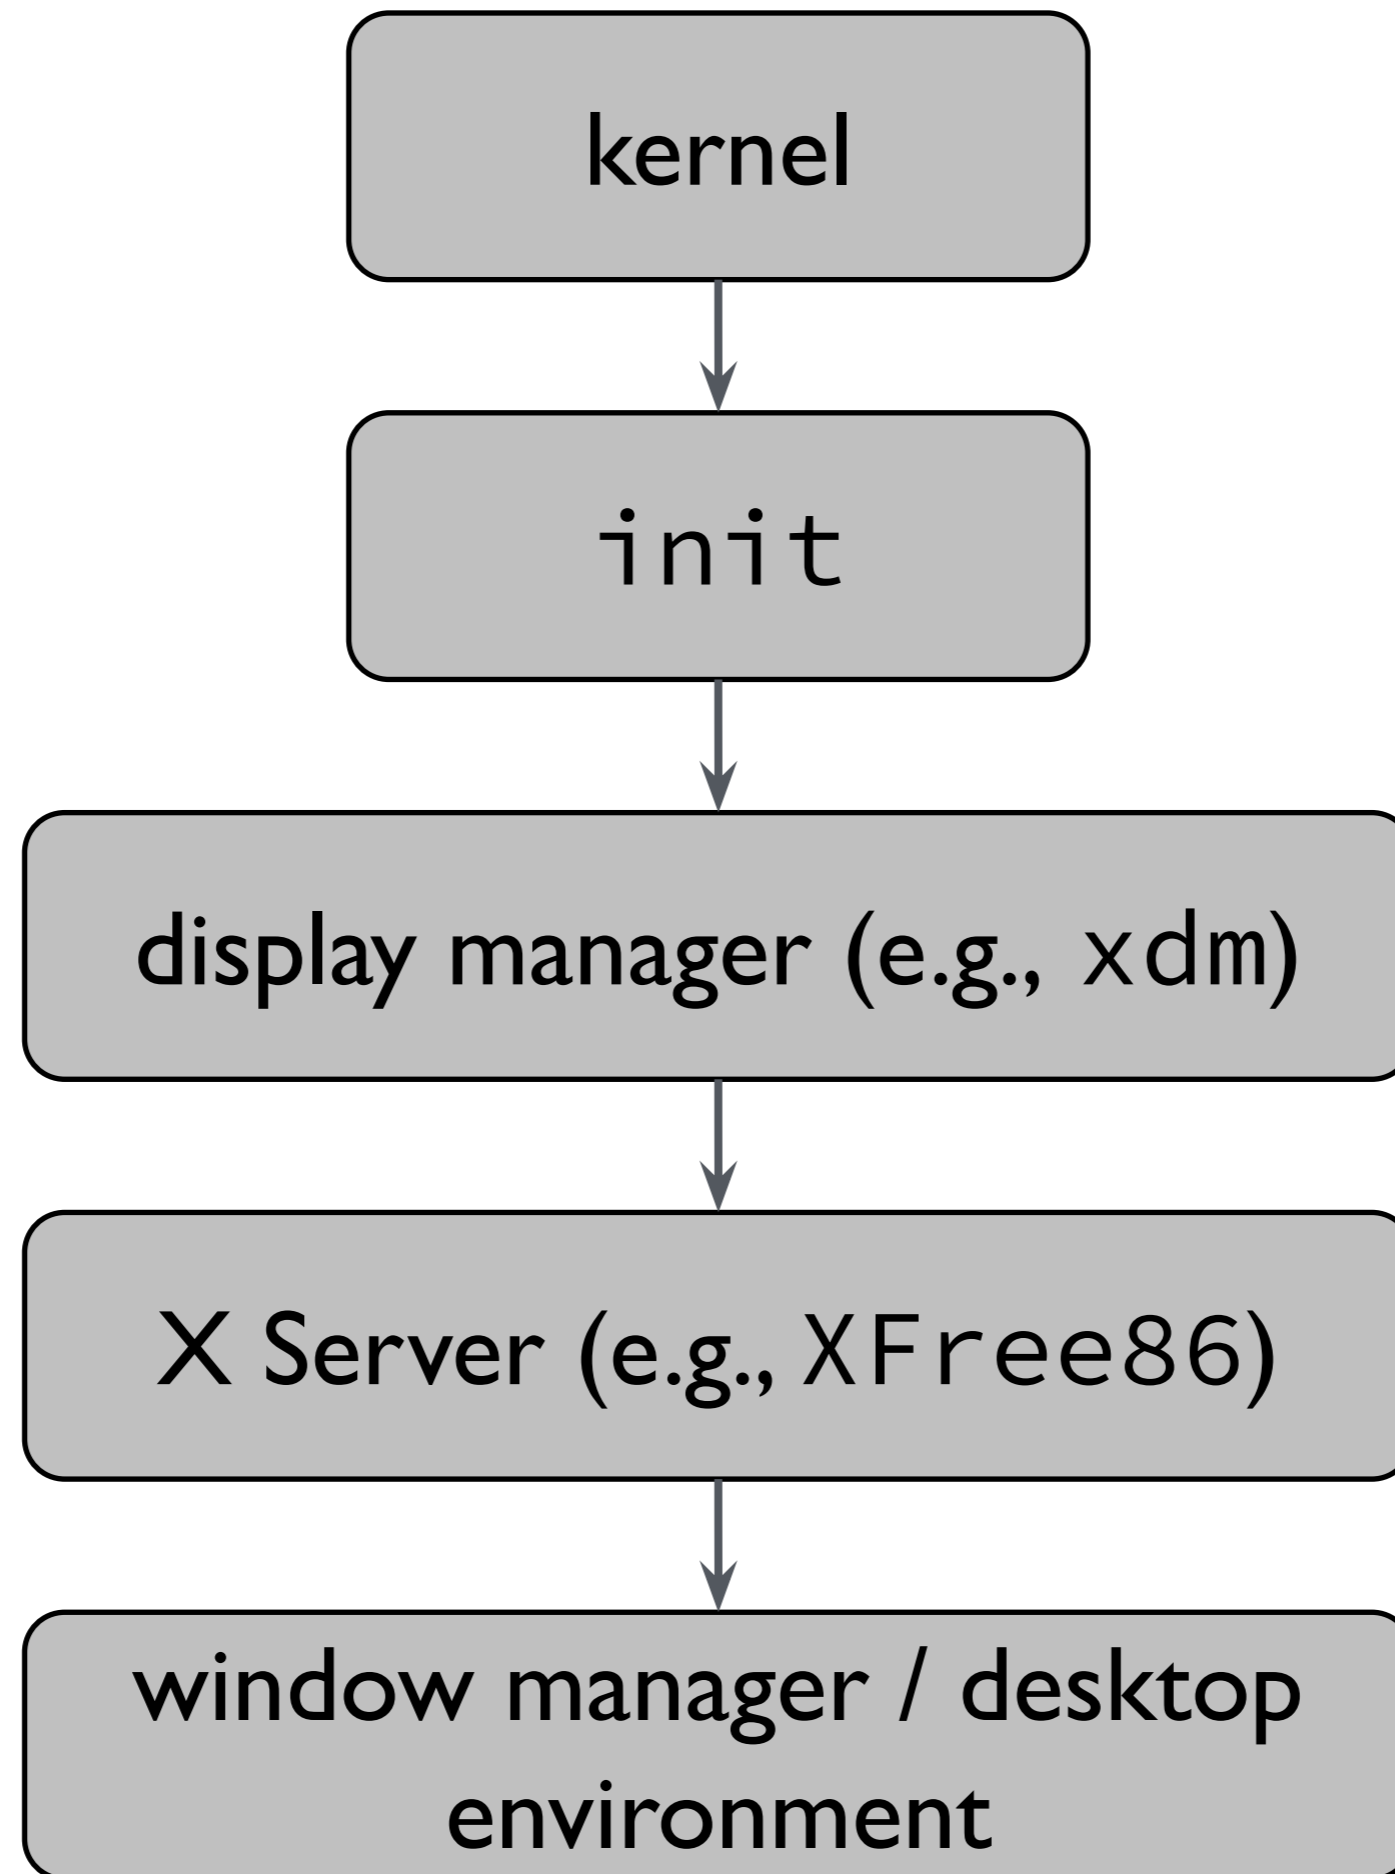 kernel
init
display manager (e.g., xdm)
X Server (e.g., XFree86)
window manager / desktop
environment